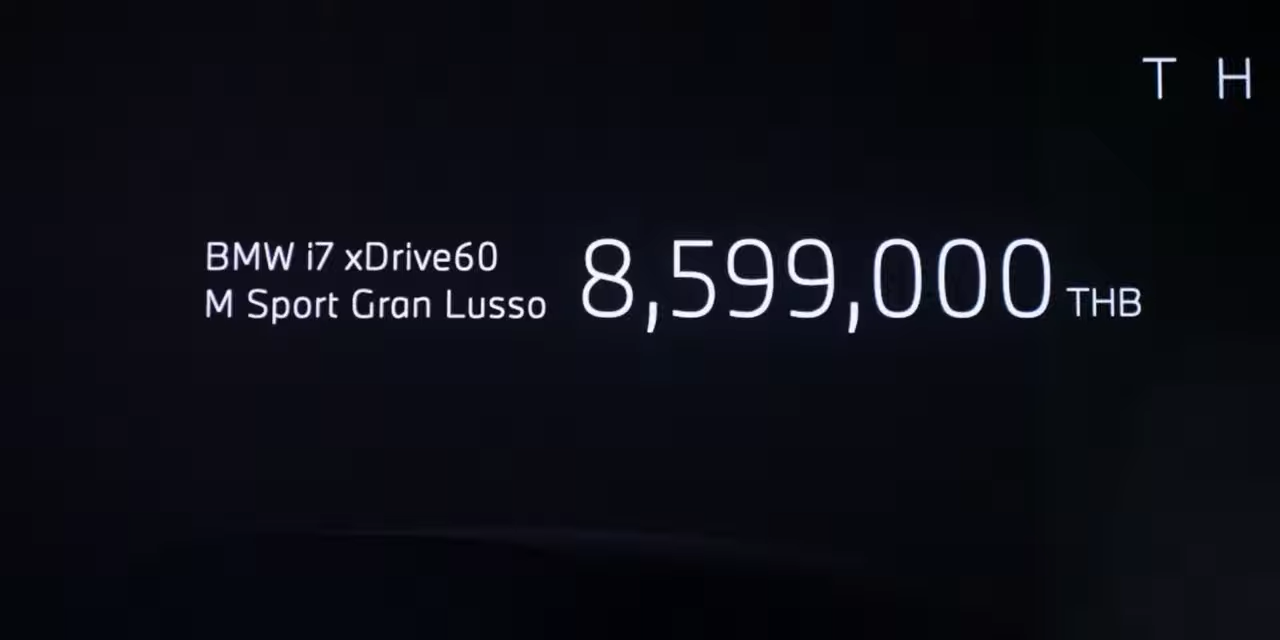 T H
BMW i7 xDrive60
M Sport Gran Lusso
8,599,000 THB